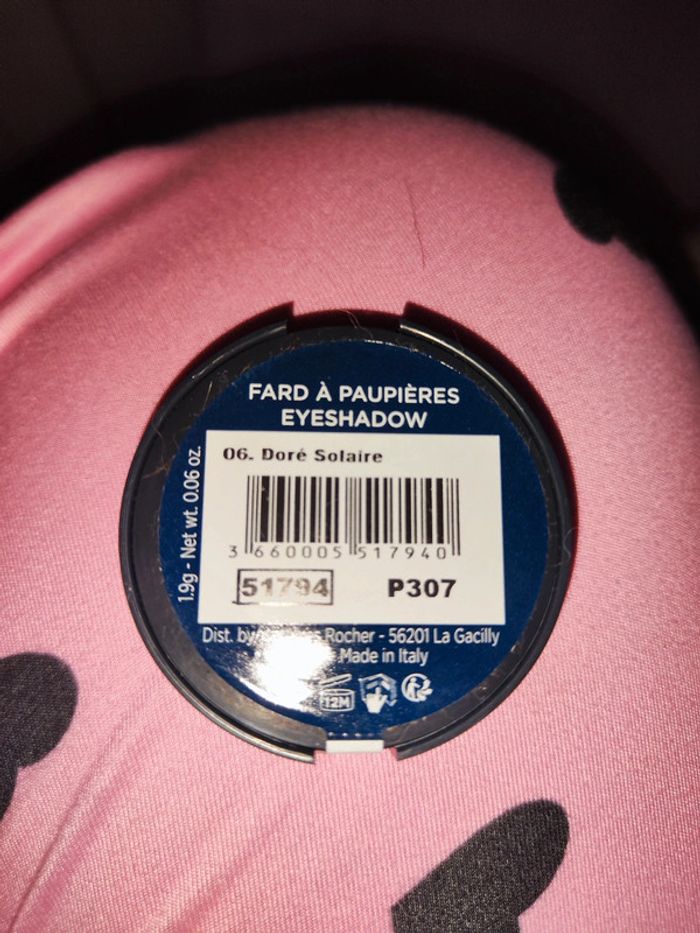 FARD À PAUPIÈRES
EYESHADOW
06. Doré Solaire
3 660005 517940
51794 P307
1.9g - Net wt. 0.06 oz.
Dist. by Rocher - 56201 La Gacilly
Made in Italy
12M